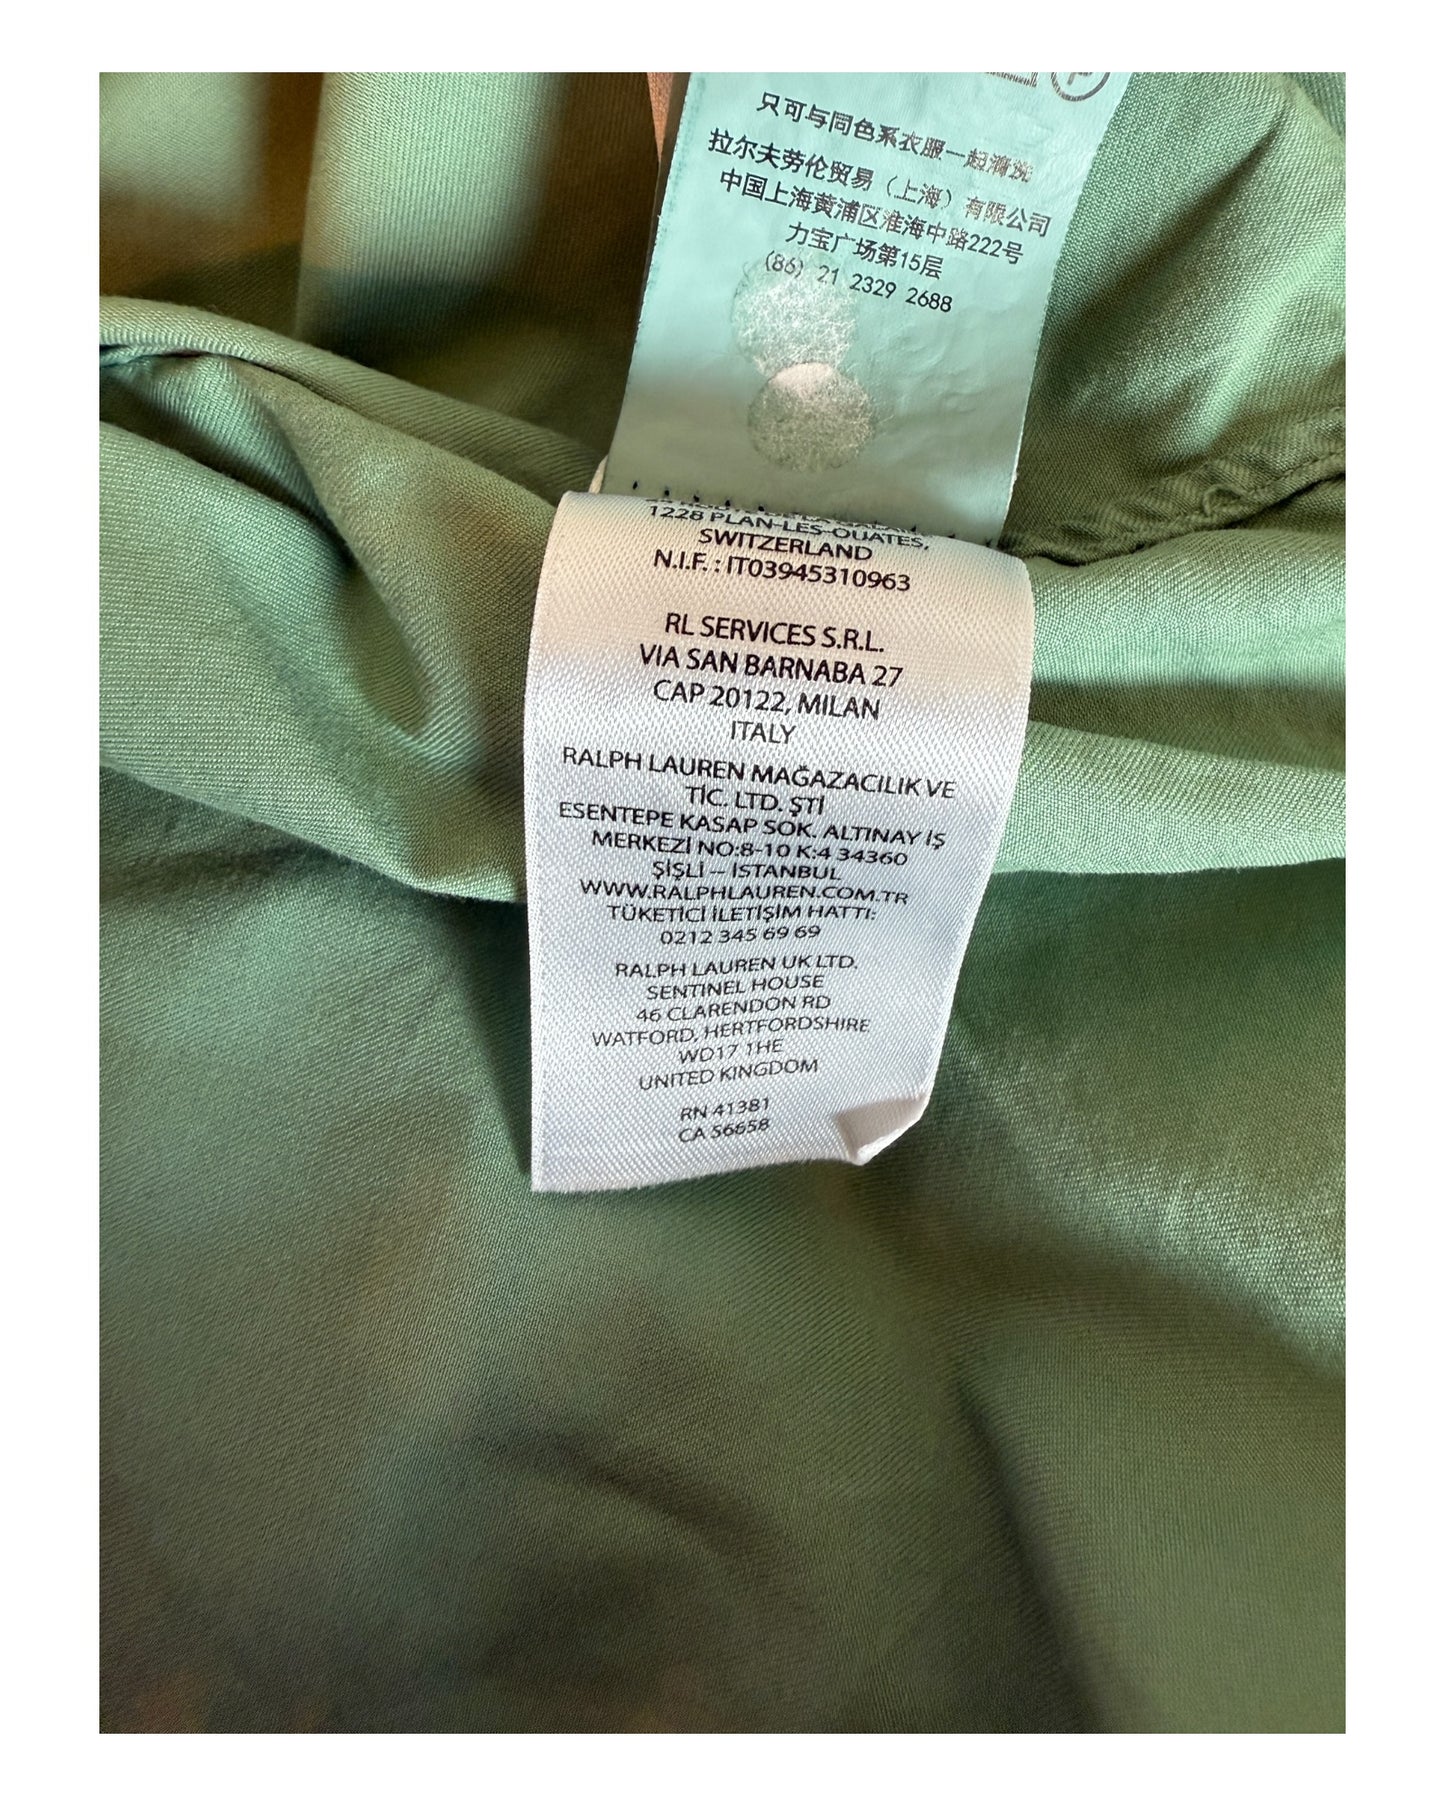 只可与同色系衣服一起清洗
拉尔夫劳伦贸易（上海）有限公司
中国上海黄浦区淮海中路222号
力宝广场第15层
(86) 21 2329 2688
1228 PLAN-LES-OUATES,
SWITZERLAND
N.I.F. : IT03945310963
RL SERVICES S.R.L.
VIA SAN BARNABA 27
CAP 20122, MILAN
ITALY
RALPH LAUREN MAĞAZACILIK VE
TİC. LTD. ŞTİ
ESENTEPE KASAP SOK. ALTINAY İŞ
MERKEZİ NO:8-10 K:4 34360
ŞİŞLİ – İSTANBUL
WWW.RALPHLAUREN.COM.TR
TÜKETİCİ İLETİŞİM HATTI:
0212 345 69 69
RALPH LAUREN UK LTD.
SENTINEL HOUSE
46 CLARENDON RD
WATFORD, HERTFORDSHIRE
WD17 1HE
UNITED KINGDOM
RN 41381
CA 56658